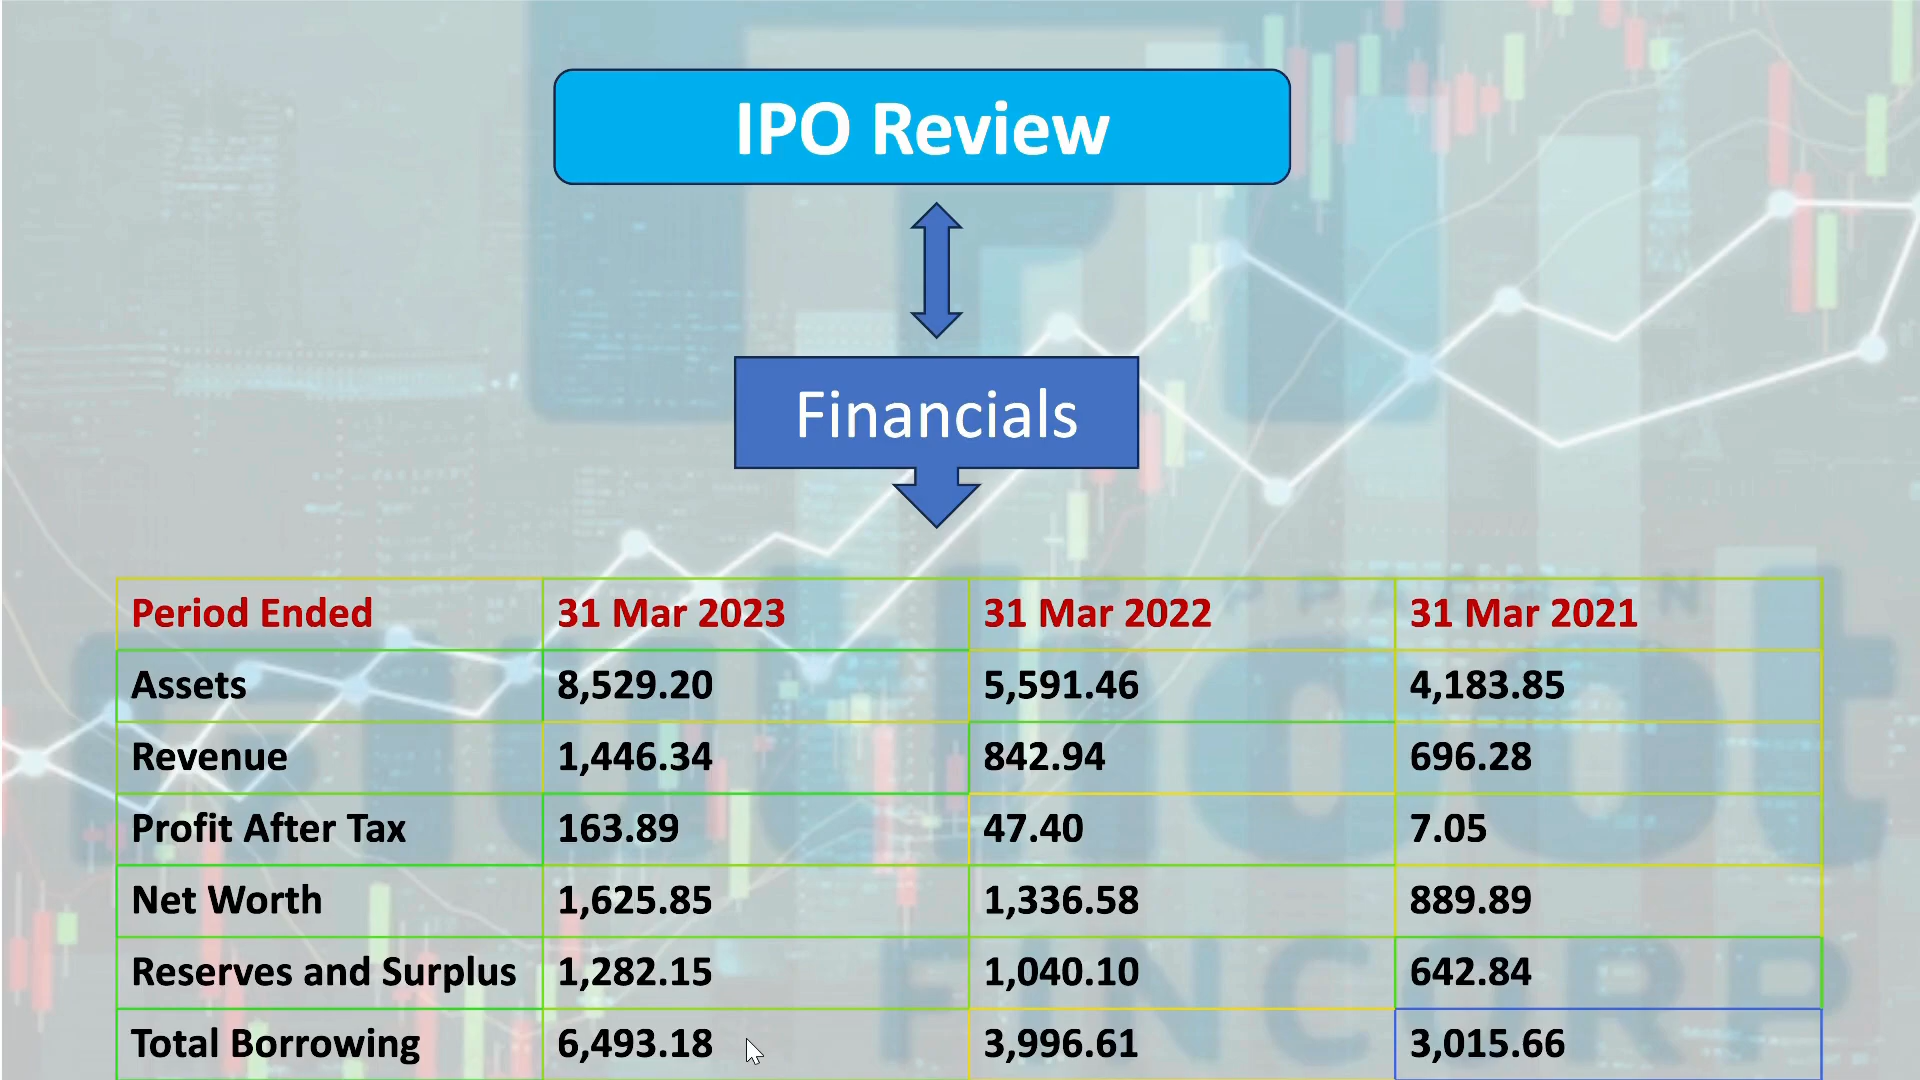 IPO Review
Financials
Period Ended 31 Mar 2023 31 Mar 2022 31 Mar 2021
Assets 8,529.20 5,591.46 4,183.85
Revenue 1,446.34 842.94 696.28
Profit After Tax 163.89 47.40 7.05
Net Worth 1,625.85 1,336.58 889.89
Reserves and Surplus 1,282.15 1,040.10 642.84
Total Borrowing 6,493.18 3,996.61 3,015.66
FINCORP